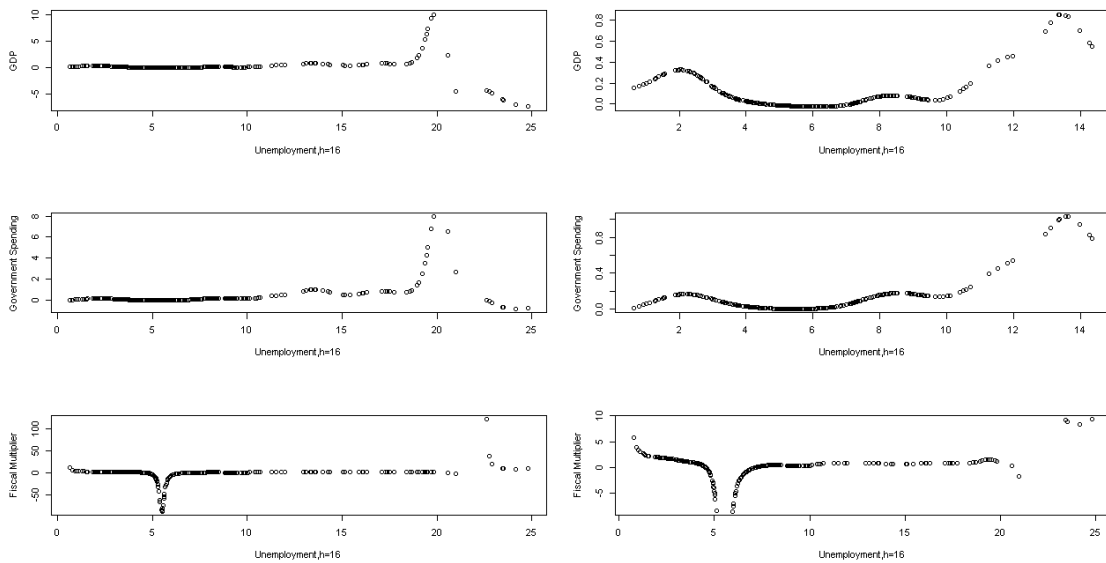 GDP
10
5
0
-5
0 5 10 15 20 25
Unemployment,h=16
GDP
0.8
0.6
0.4
0.2
0.0
2 4 6 8 10 12 14
Unemployment,h=16
Government Spending
8
6
4
2
0
0 5 10 15 20 25
Unemployment,h=16
Government Spending
0.8
0.4
0.0
2 4 6 8 10 12 14
Unemployment,h=16
Fiscal Multiplier
100
50
0
-50
0 5 10 15 20 25
Unemployment,h=16
Fiscal Multiplier
10
5
0
-5
0 5 10 15 20 25
Unemployment,h=16